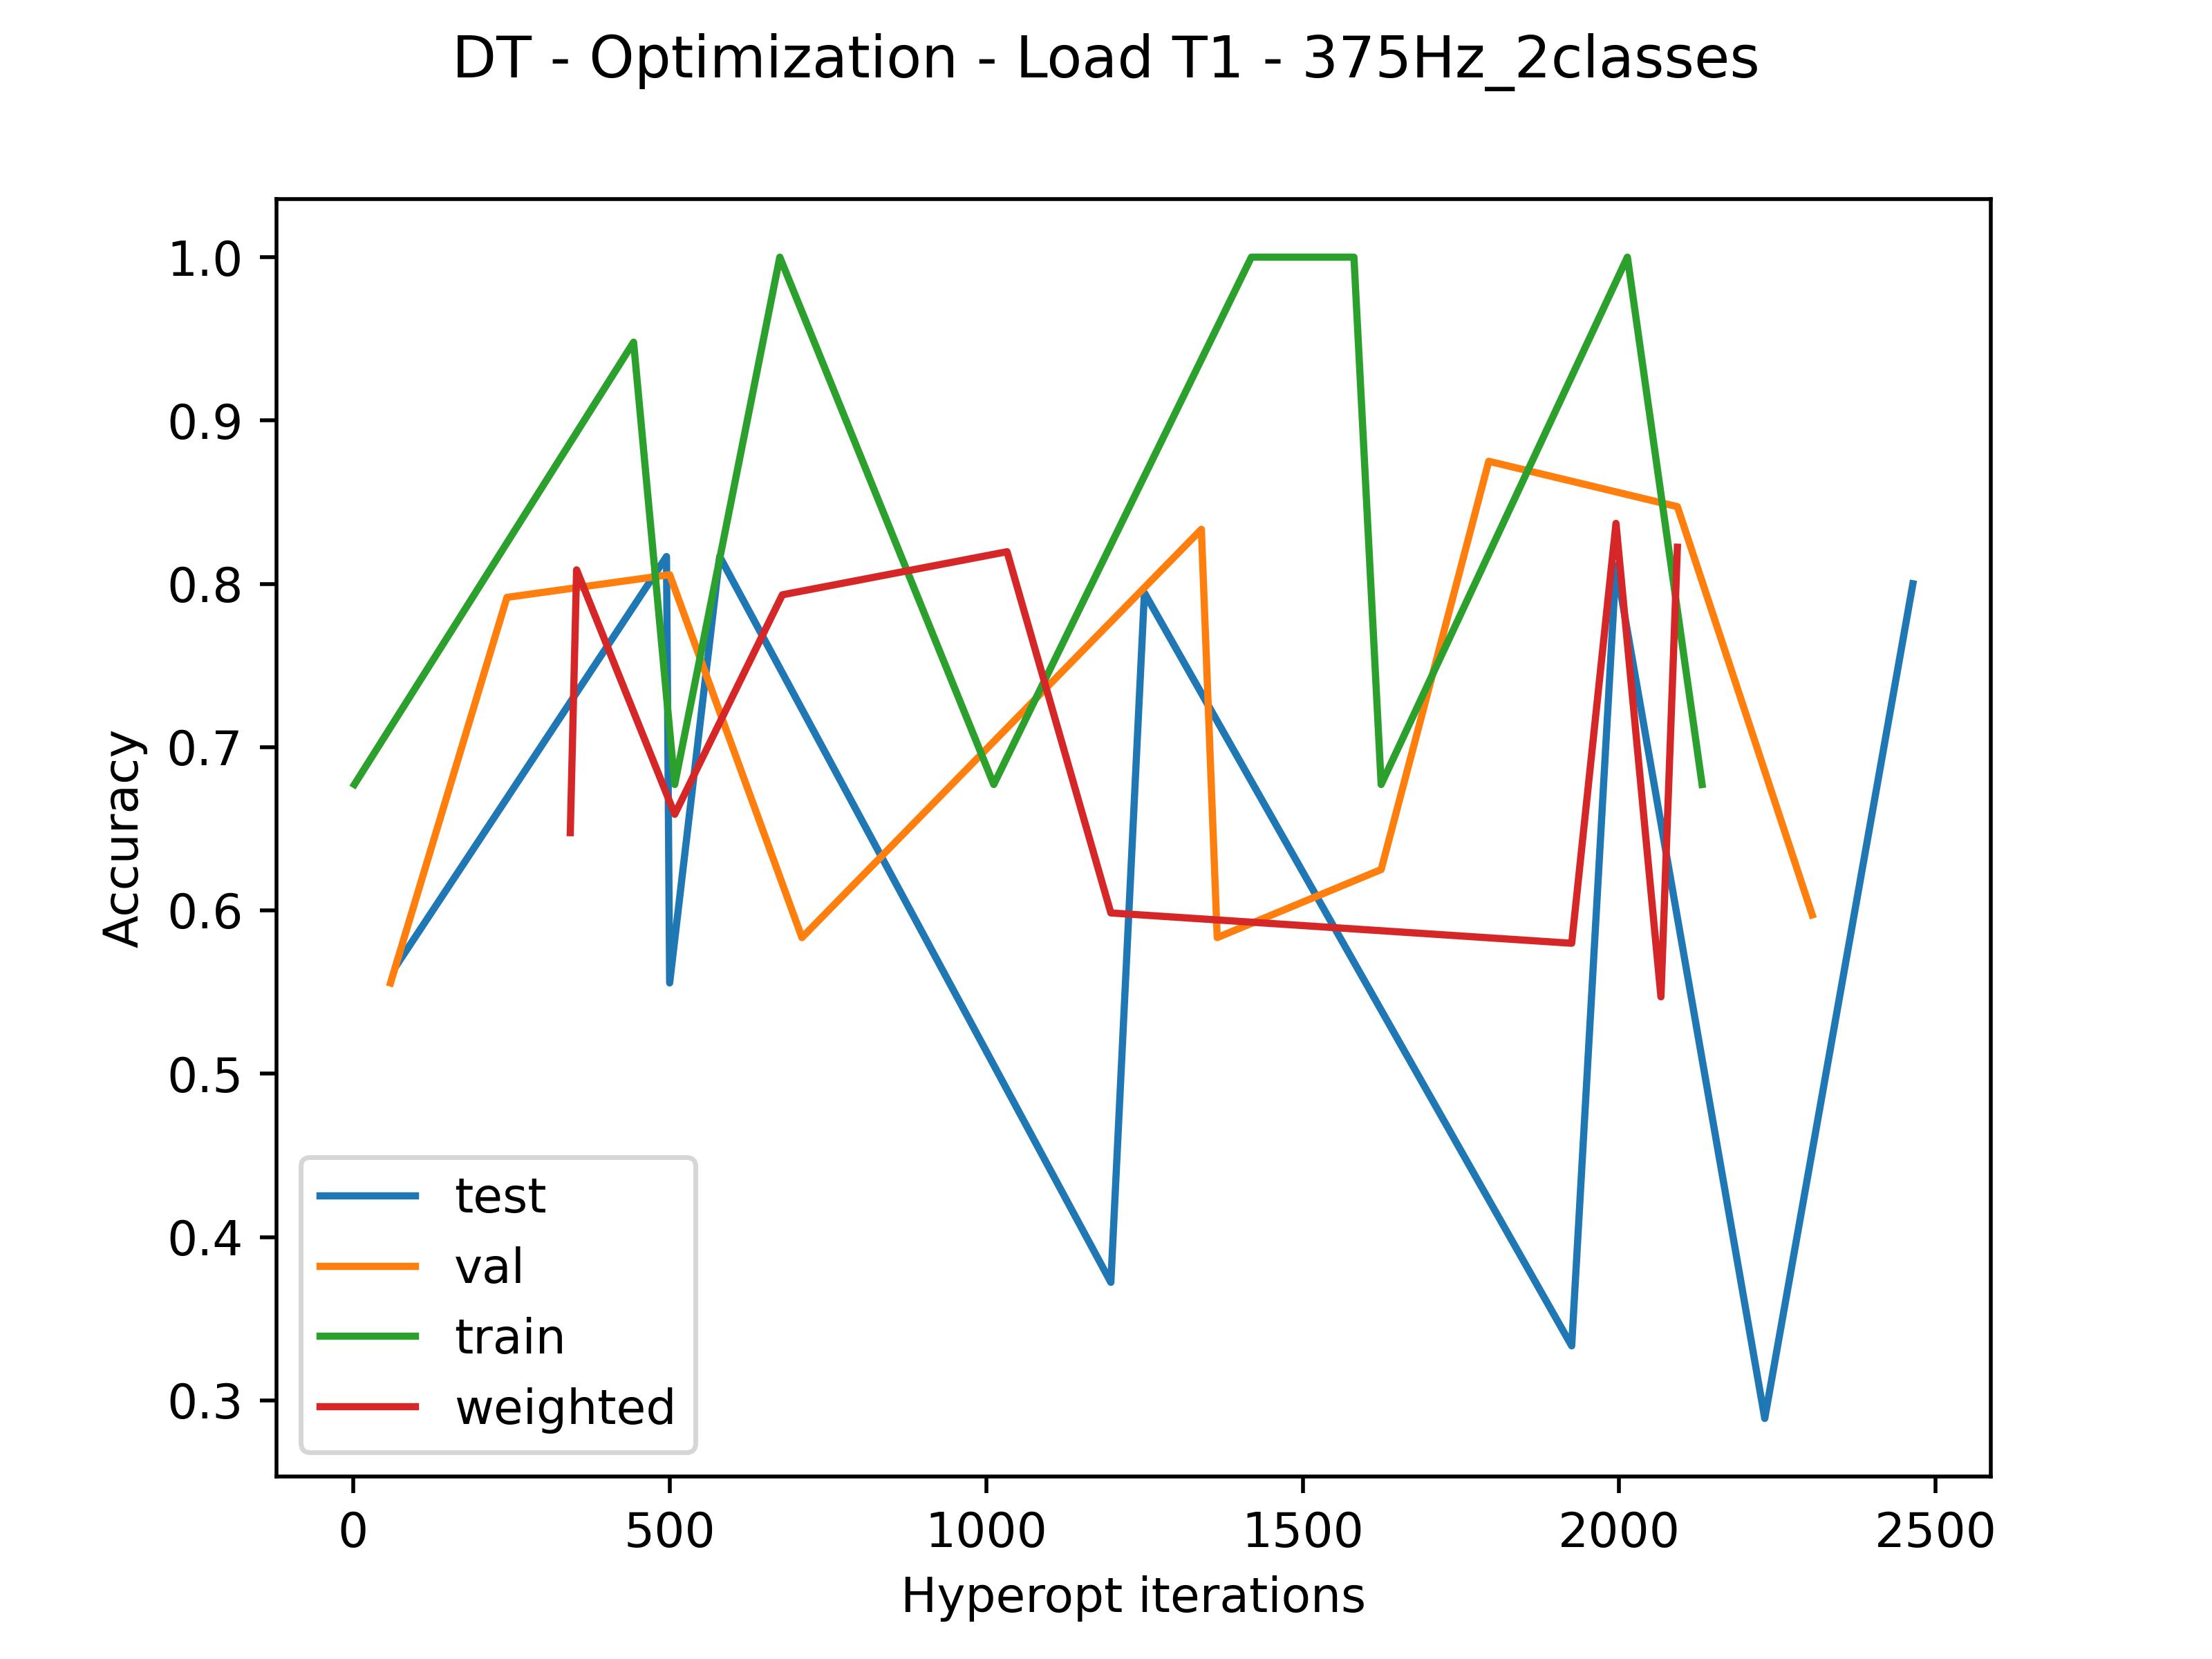 DT - Optimization - Load T1 - 375Hz_2classes
1.0
0.9
0.8
0.7
0.6
0.5
0.4
0.3
Accuracy
test
val
train
weighted
0 500 1000 1500 2000 2500
Hyperopt iterations